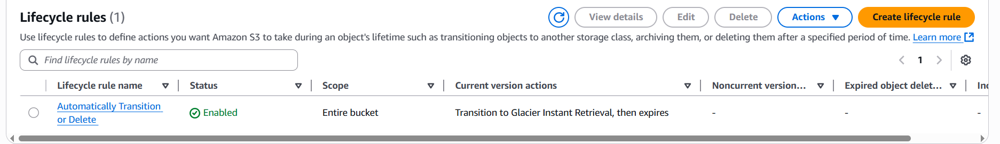 Lifecycle rules (1)
View details
Edit
Delete
Actions
Create lifecycle rule
Use lifecycle rules to define actions you want Amazon S3 to take during an object's lifetime such as transitioning objects to another storage class, archiving them, or deleting them after a specified period of time. Learn more
Find lifecycle rules by name
1
Lifecycle rule name
Status
Scope
Current version actions
Noncurrent version...
Expired object delet...
Inc
Automatically Transition
or Delete
Enabled
Entire bucket
Transition to Glacier Instant Retrieval, then expires
-
-
-